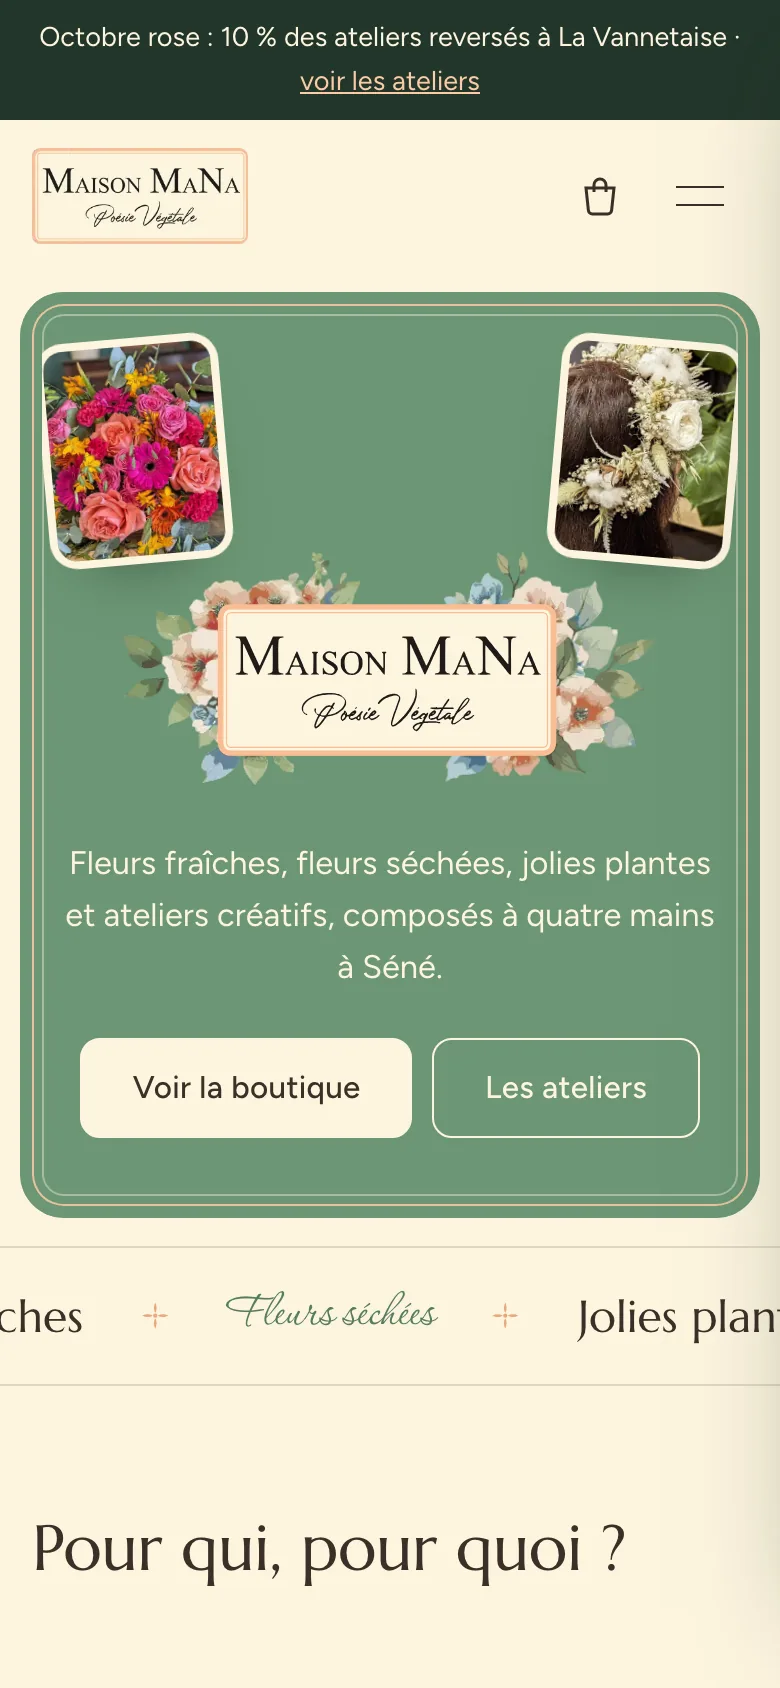 Octobre rose : 10 % des ateliers reversés à La Vannetaise ·
voir les ateliers
MAISON MANA
Poésie Végétale
MAISON MANA
Poésie Végétale
Fleurs fraîches, fleurs séchées, jolies plantes
et ateliers créatifs, composés à quatre mains
à Séné.
Voir la boutique
Les ateliers
ches
Fleurs séchées
Jolies plant
Pour qui, pour quoi ?